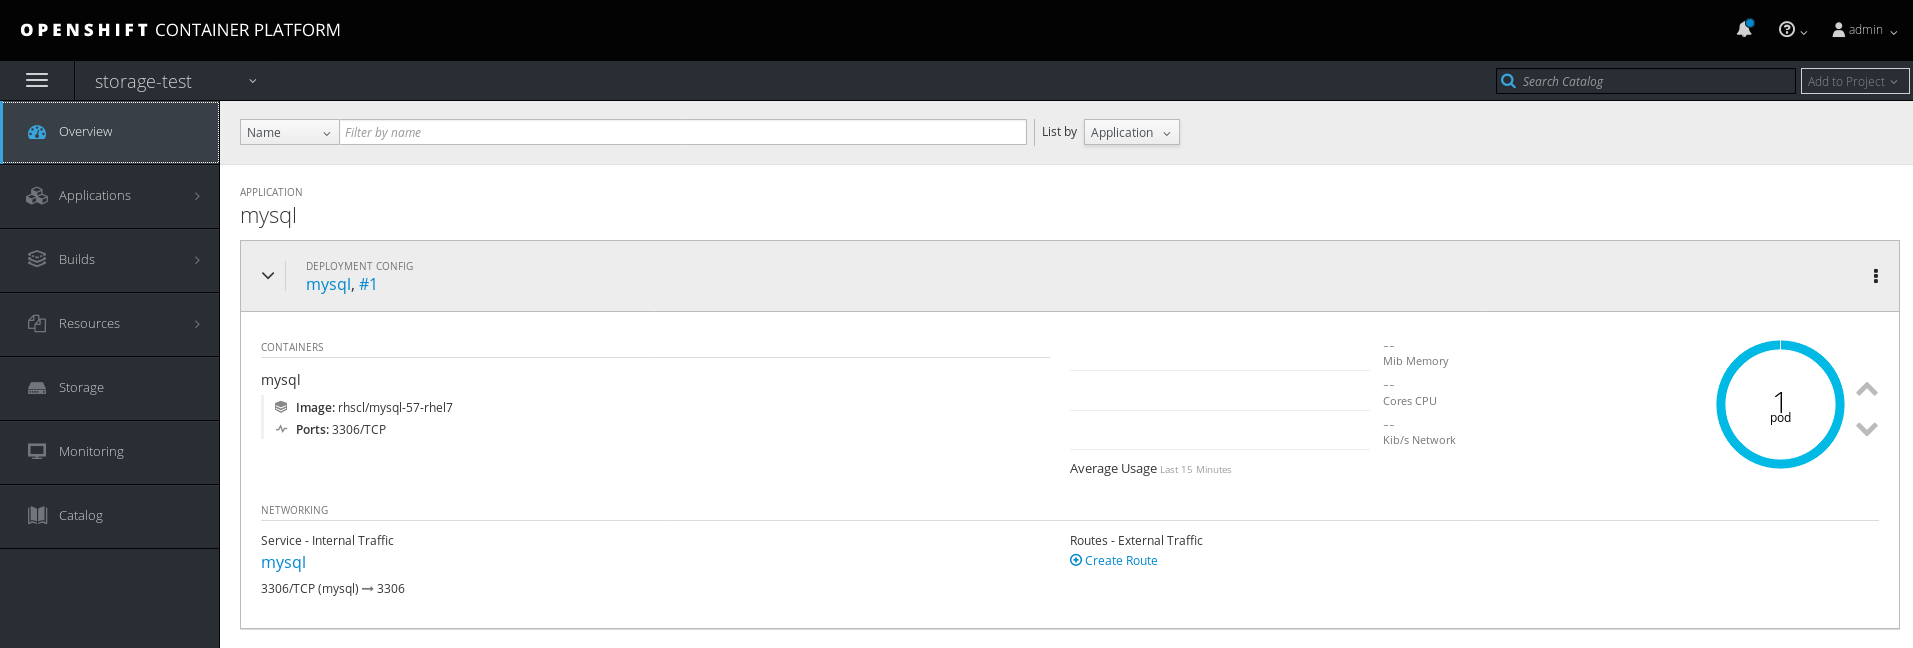 OPENSHIFT CONTAINER PLATFORM
admin
storage-test
Search Catalog
Add to Project
Overview
Applications
Builds
Resources
Storage
Monitoring
Catalog
Name
Filter by name
List by
Application
APPLICATION
mysql
DEPLOYMENT CONFIG
mysql, #1
CONTAINERS
mysql
Image: rhscl/mysql-57-rhel7
Ports: 3306/TCP
--
Mib Memory
--
Cores CPU
--
Kib/s Network
Average Usage Last 15 Minutes
1
pod
NETWORKING
Service - Internal Traffic
mysql
3306/TCP (mysql) → 3306
Routes - External Traffic
Create Route